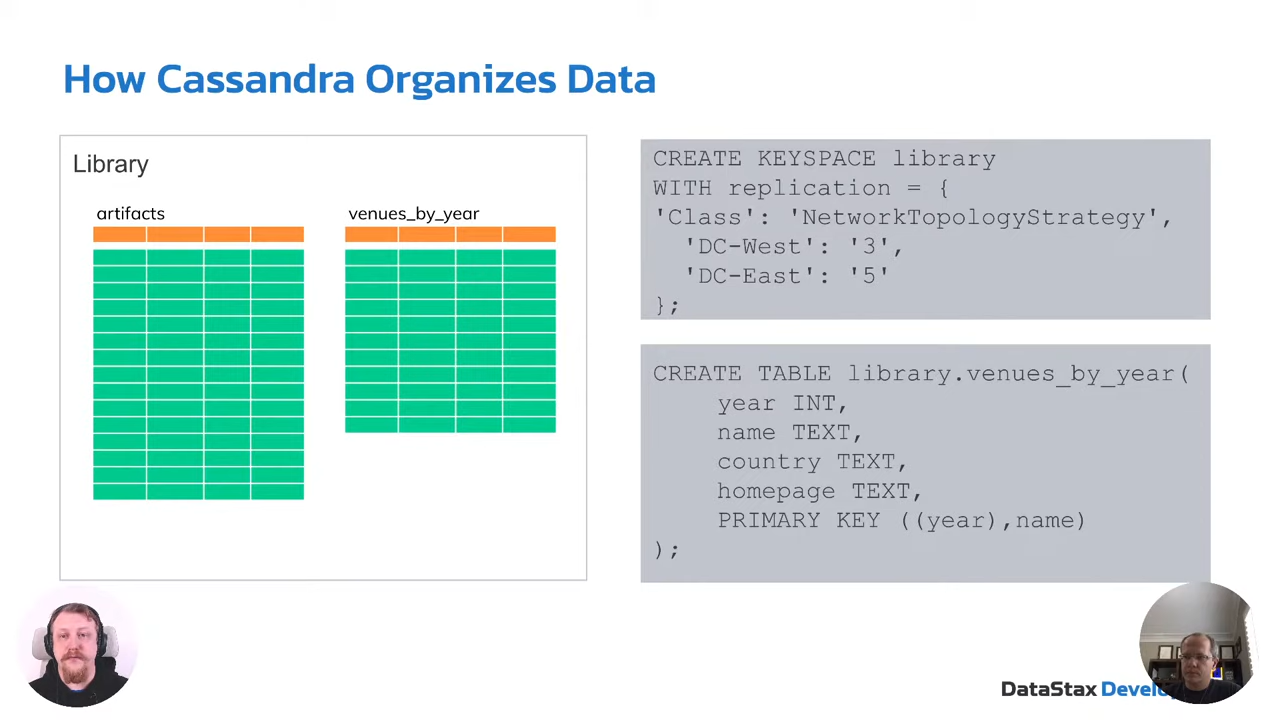 How Cassandra Organizes Data
Library
artifacts
venues_by_year
CREATE KEYSPACE library
WITH replication = {
'Class': 'NetworkTopologyStrategy',
'DC-West': '3',
'DC-East': '5'
};
CREATE TABLE library.venues_by_year(
year INT,
name TEXT,
country TEXT,
homepage TEXT,
PRIMARY KEY ((year),name)
);
DataStax Develo